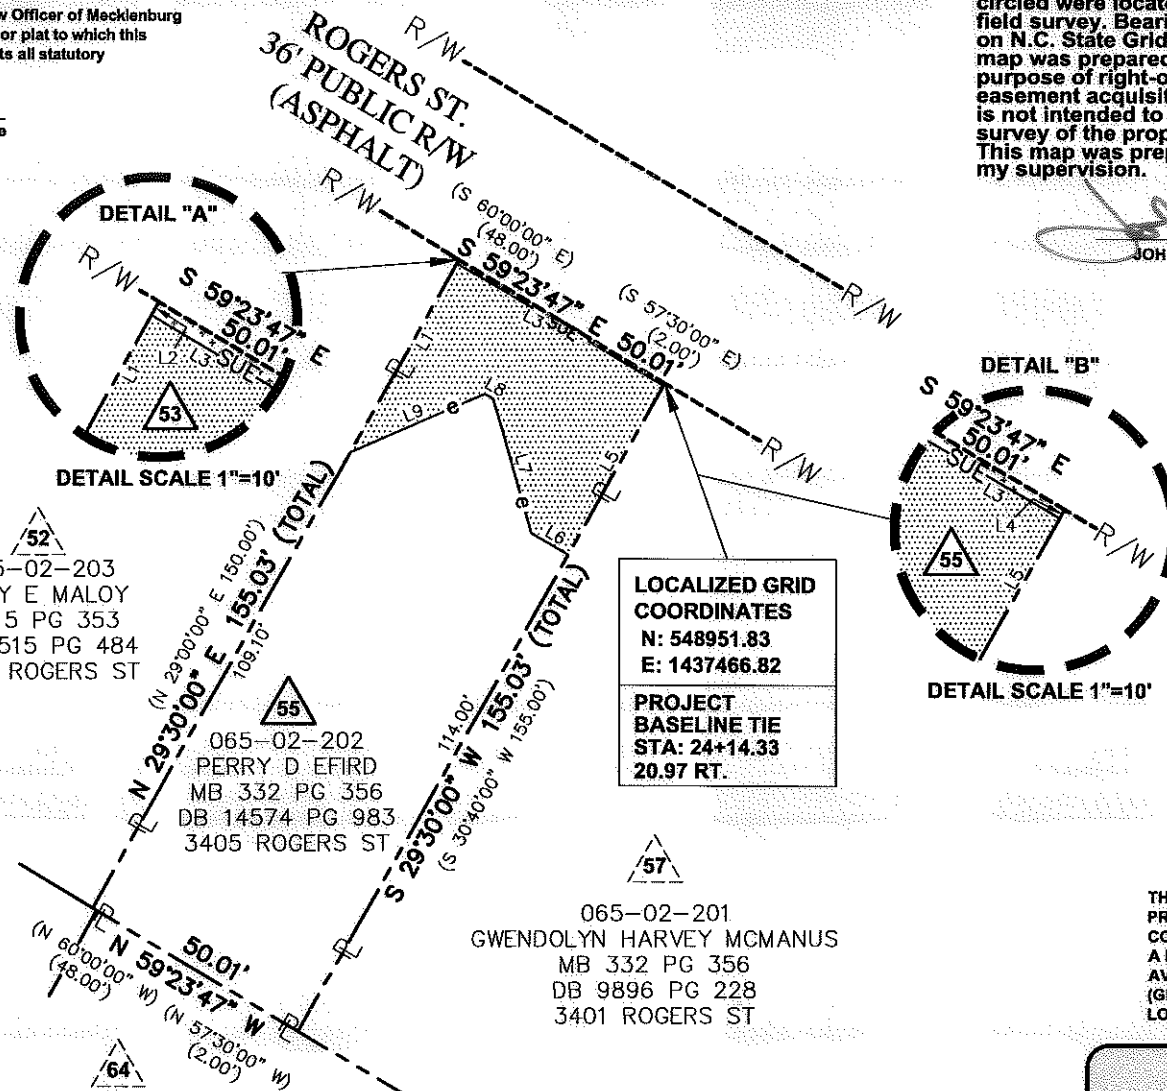 w Officer of Mecklenburg
or plat to which this
ts all statutory
circled were locate
field survey. Beari
on N.C. State Grid
map was prepared
purpose of right-o
easement acquisit
is not intended to
survey of the prop
This map was prep
my supervision.
JOH
ROGERS ST.
36' PUBLIC R/W
(ASPHALT)
R/W
R/W
R/W
R/W
(S 60°00'00" E)
(48.00')
S 59°23'47" E 50.01'
(S 57°30'00" E)
(2.00')
L3 SUE
L1
L9
e
L8
L7
e
L6
L5
DETAIL "A"
R/W
S 59°23'47" E
50.01'
L1
L2
L3
SUE
53
DETAIL SCALE 1"=10'
DETAIL "B"
S 59°23'47" E
50.01'
SUE
L3
L4
L5
R/W
55
DETAIL SCALE 1"=10'
52
5-02-203
Y E MALOY
5 PG 353
515 PG 484
ROGERS ST
(N 29°00'00" E 150.00')
N 29°30'00" E 155.03' (TOTAL)
109.10'
55
065-02-202
PERRY D EFIRD
MB 332 PG 356
DB 14574 PG 983
3405 ROGERS ST
114.00'
S 29°30'00" W 155.03' (TOTAL)
(S 30°40'00" W 155.00')
LOCALIZED GRID
COORDINATES
N: 548951.83
E: 1437466.82
PROJECT
BASELINE TIE
STA: 24+14.33
20.97 RT.
57
065-02-201
GWENDOLYN HARVEY MCMANUS
MB 332 PG 356
DB 9896 PG 228
3401 ROGERS ST
50.01'
N 59°23'47" W
(N 60°00'00" W)
(48.00')
(N 57°30'00" W)
(2.00')
64
TH
PR
CO
A
AV
(G
LO